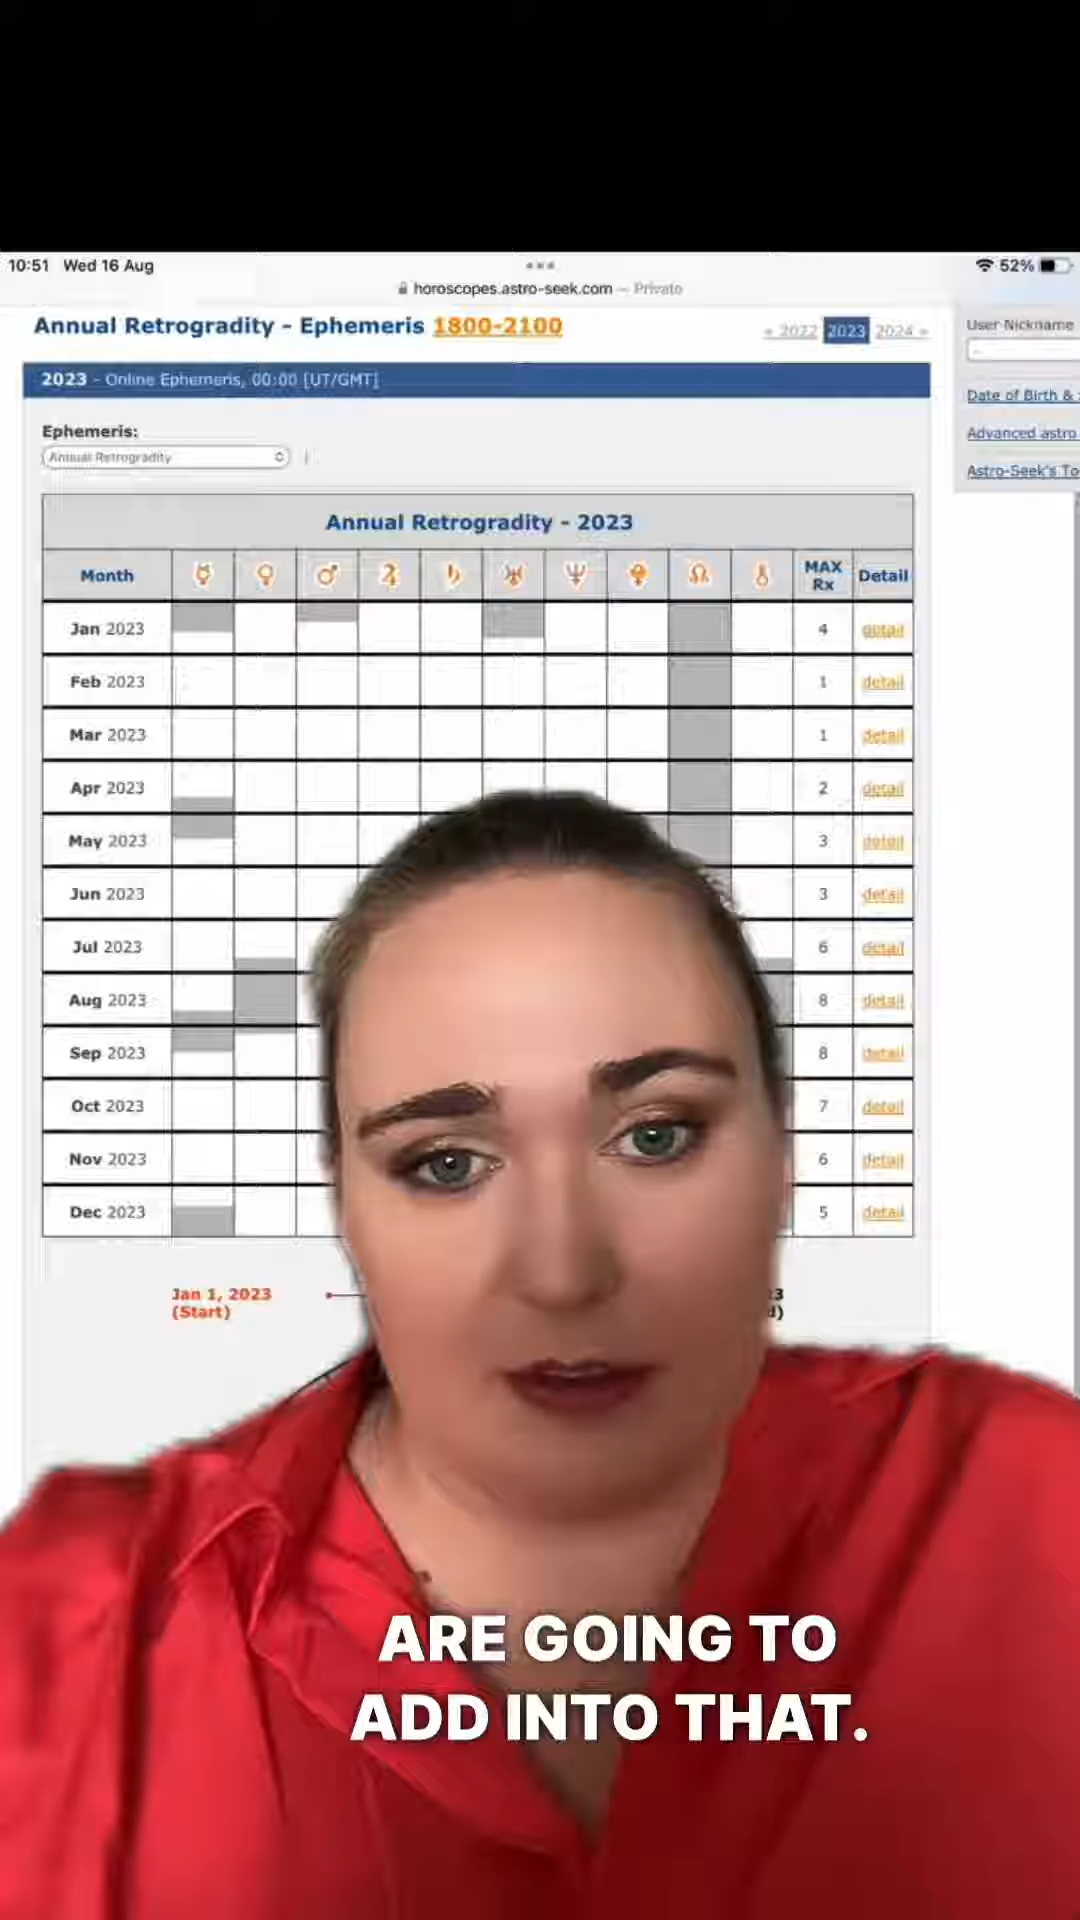 10:51 Wed 16 Aug
52%
horoscopes.astro-seek.com — Private
Annual Retrogradity - Ephemeris 1800-2100
« 2022 2023 2024 »
User Nickname
2023 - Online Ephemeris, 00:00 [UT/GMT]
Date of Birth &
Ephemeris:
Advanced astro
Annual Retrogradity
Astro-Seek's To
Annual Retrogradity - 2023
Month ☿ ♀ ♂ ♃ ♄ ♅ ♆ ☊ MAX Rx Detail
Jan 2023 4 detail
Feb 2023 1 detail
Mar 2023 1 detail
Apr 2023 2 detail
May 2023 3 detail
Jun 2023 3 detail
Jul 2023 6 detail
Aug 2023 8 detail
Sep 2023 8 detail
Oct 2023 7 detail
Nov 2023 6 detail
Dec 2023 5 detail
Jan 1, 2023
(Start)
ARE GOING TO
ADD INTO THAT.